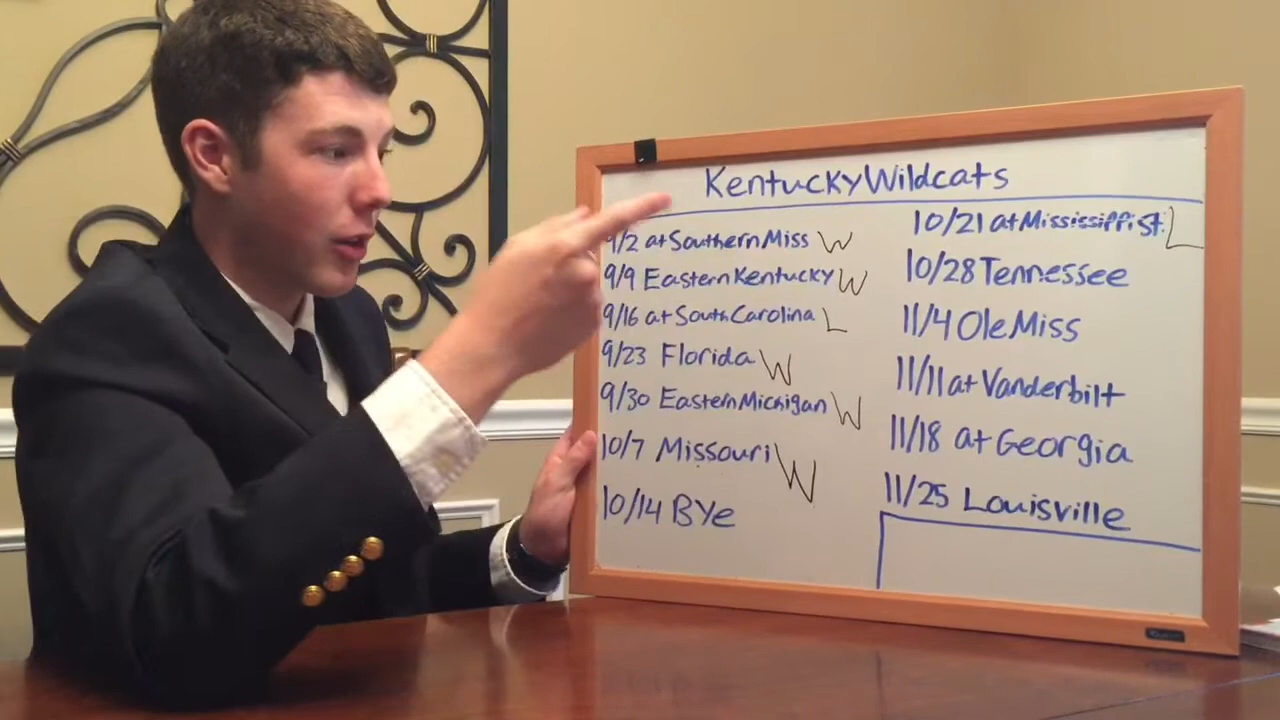 KentuckyWildcats
9/2 at Southern Miss W
9/9 Eastern Kentucky W
9/16 at South Carolina L
9/23 Florida W
9/30 Eastern Michigan W
10/7 Missouri W
10/14 BYe
10/21 at Mississippi st. L
10/28 Tennessee
11/4 Ole Miss
11/11 at Vanderbilt
11/18 at Georgia
11/25 Louisville